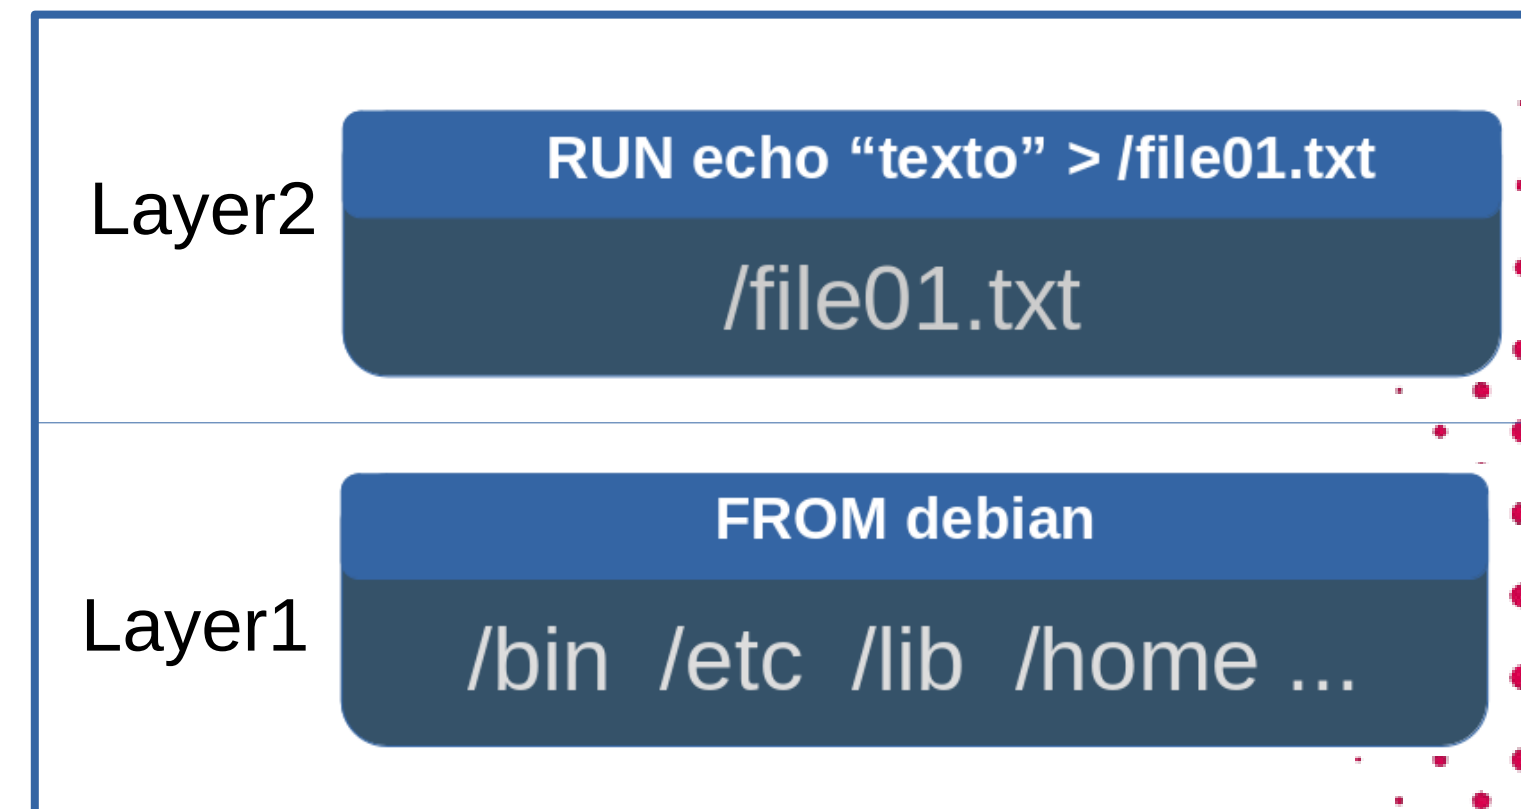 RUN echo “texto” > /file01.txt
Layer2
/file01.txt
FROM debian
Layer1
/bin /etc /lib /home ...